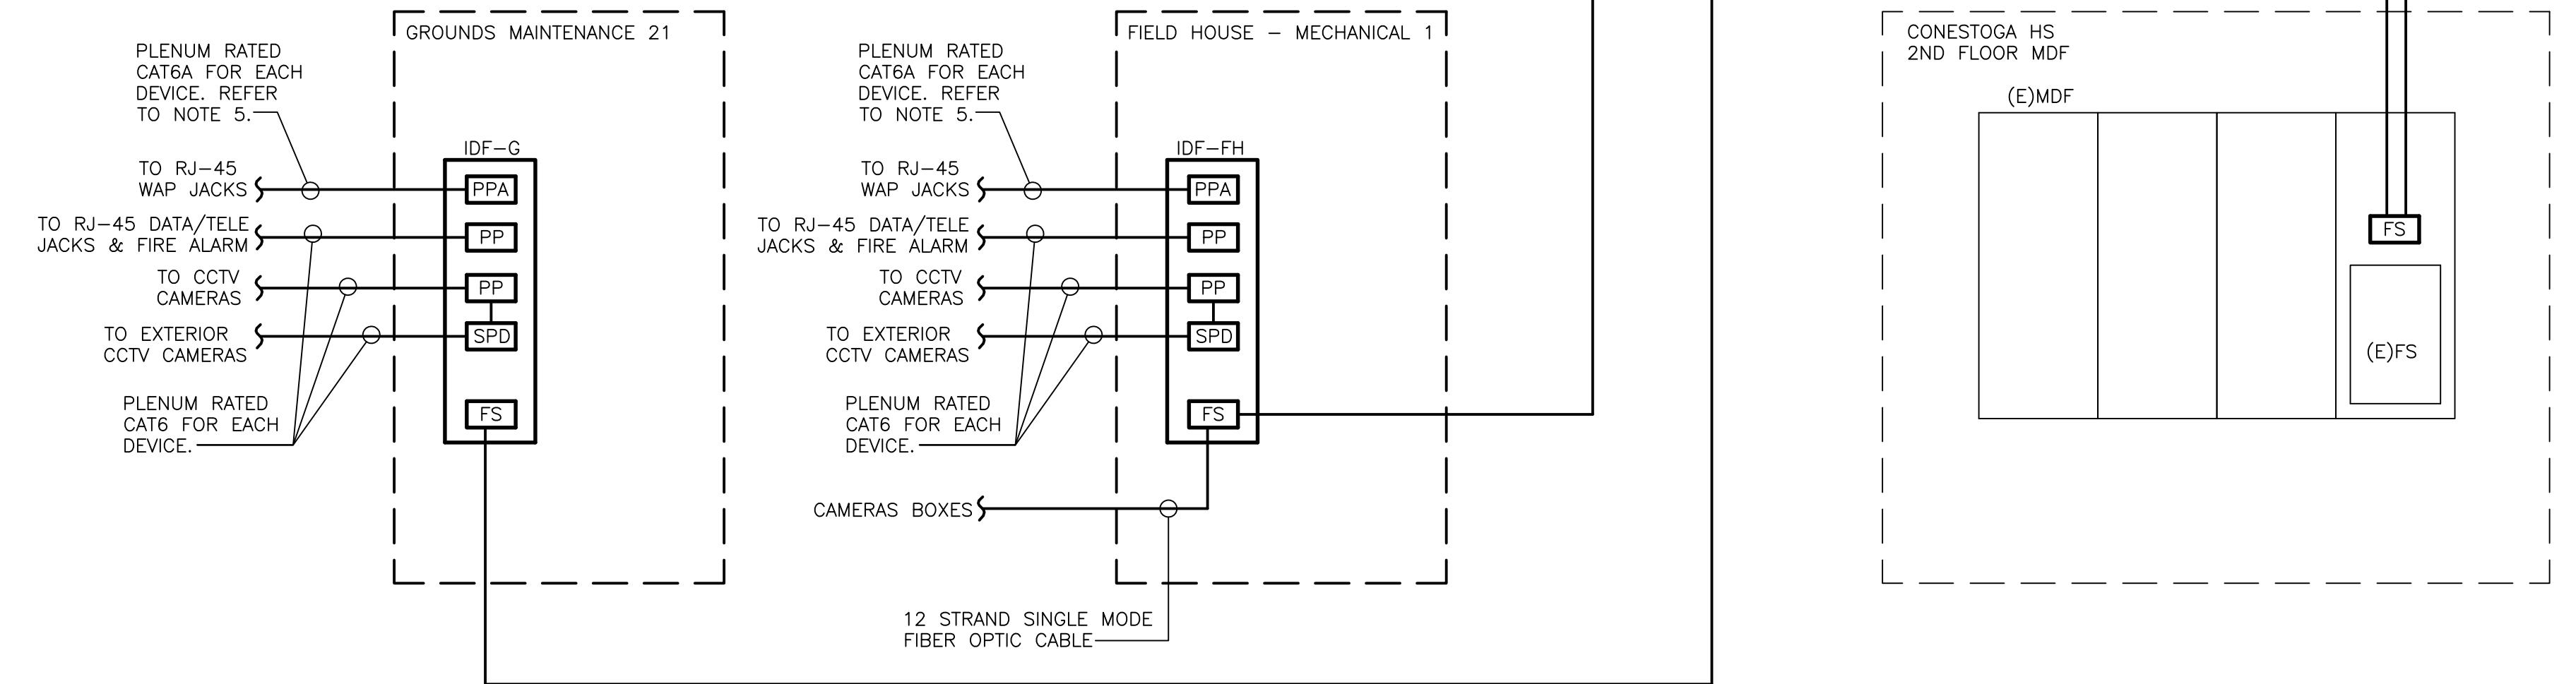 GROUNDS MAINTENANCE 21
PLENUM RATED
CAT6A FOR EACH
DEVICE. REFER
TO NOTE 5.
IDF-G
TO RJ-45
WAP JACKS
PPA
TO RJ-45 DATA/TELE
JACKS & FIRE ALARM
PP
TO CCTV
CAMERAS
PP
TO EXTERIOR
CCTV CAMERAS
SPD
PLENUM RATED
CAT6 FOR EACH
DEVICE.
FS
FIELD HOUSE - MECHANICAL 1
PLENUM RATED
CAT6A FOR EACH
DEVICE. REFER
TO NOTE 5.
IDF-FH
TO RJ-45
WAP JACKS
PPA
TO RJ-45 DATA/TELE
JACKS & FIRE ALARM
PP
TO CCTV
CAMERAS
PP
TO EXTERIOR
CCTV CAMERAS
SPD
PLENUM RATED
CAT6 FOR EACH
DEVICE.
FS
CAMERAS BOXES
12 STRAND SINGLE MODE
FIBER OPTIC CABLE
CONESTOGA HS
2ND FLOOR MDF
(E)MDF
FS
(E)FS